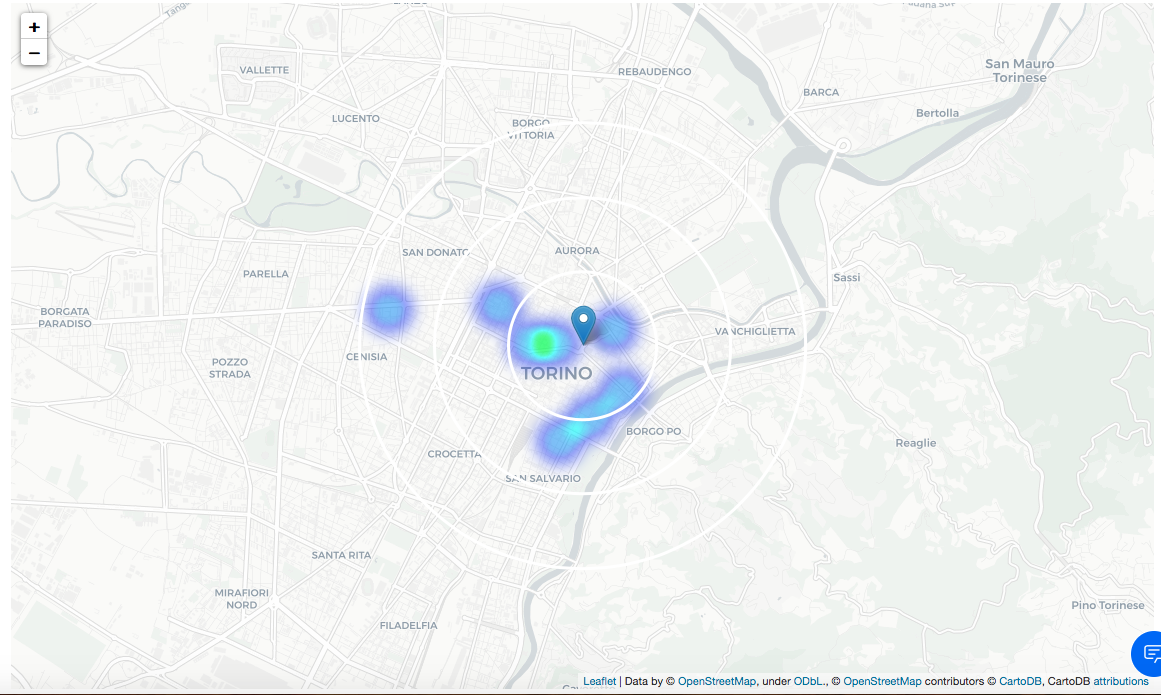 +
−
VALLETTE
REBAUDENGO
San Mauro
Torinese
BARCA
LUCENTO
Bertolla
BORGO
VITTORIA
SAN DONATO
AURORA
PARELLA
Sassi
BORGATA
PARADISO
VANCHIGLIETTA
CENISIA
POZZO
STRADA
TORINO
BORGO PO
Reaglie
CROCETTA
SAN SALVARIO
SANTA RITA
MIRAFIORI
NORD
Pino Torinese
FILADELFIA
Leaflet | Data by © OpenStreetMap, under ODbL., © OpenStreetMap contributors © CartoDB, CartoDB attributions